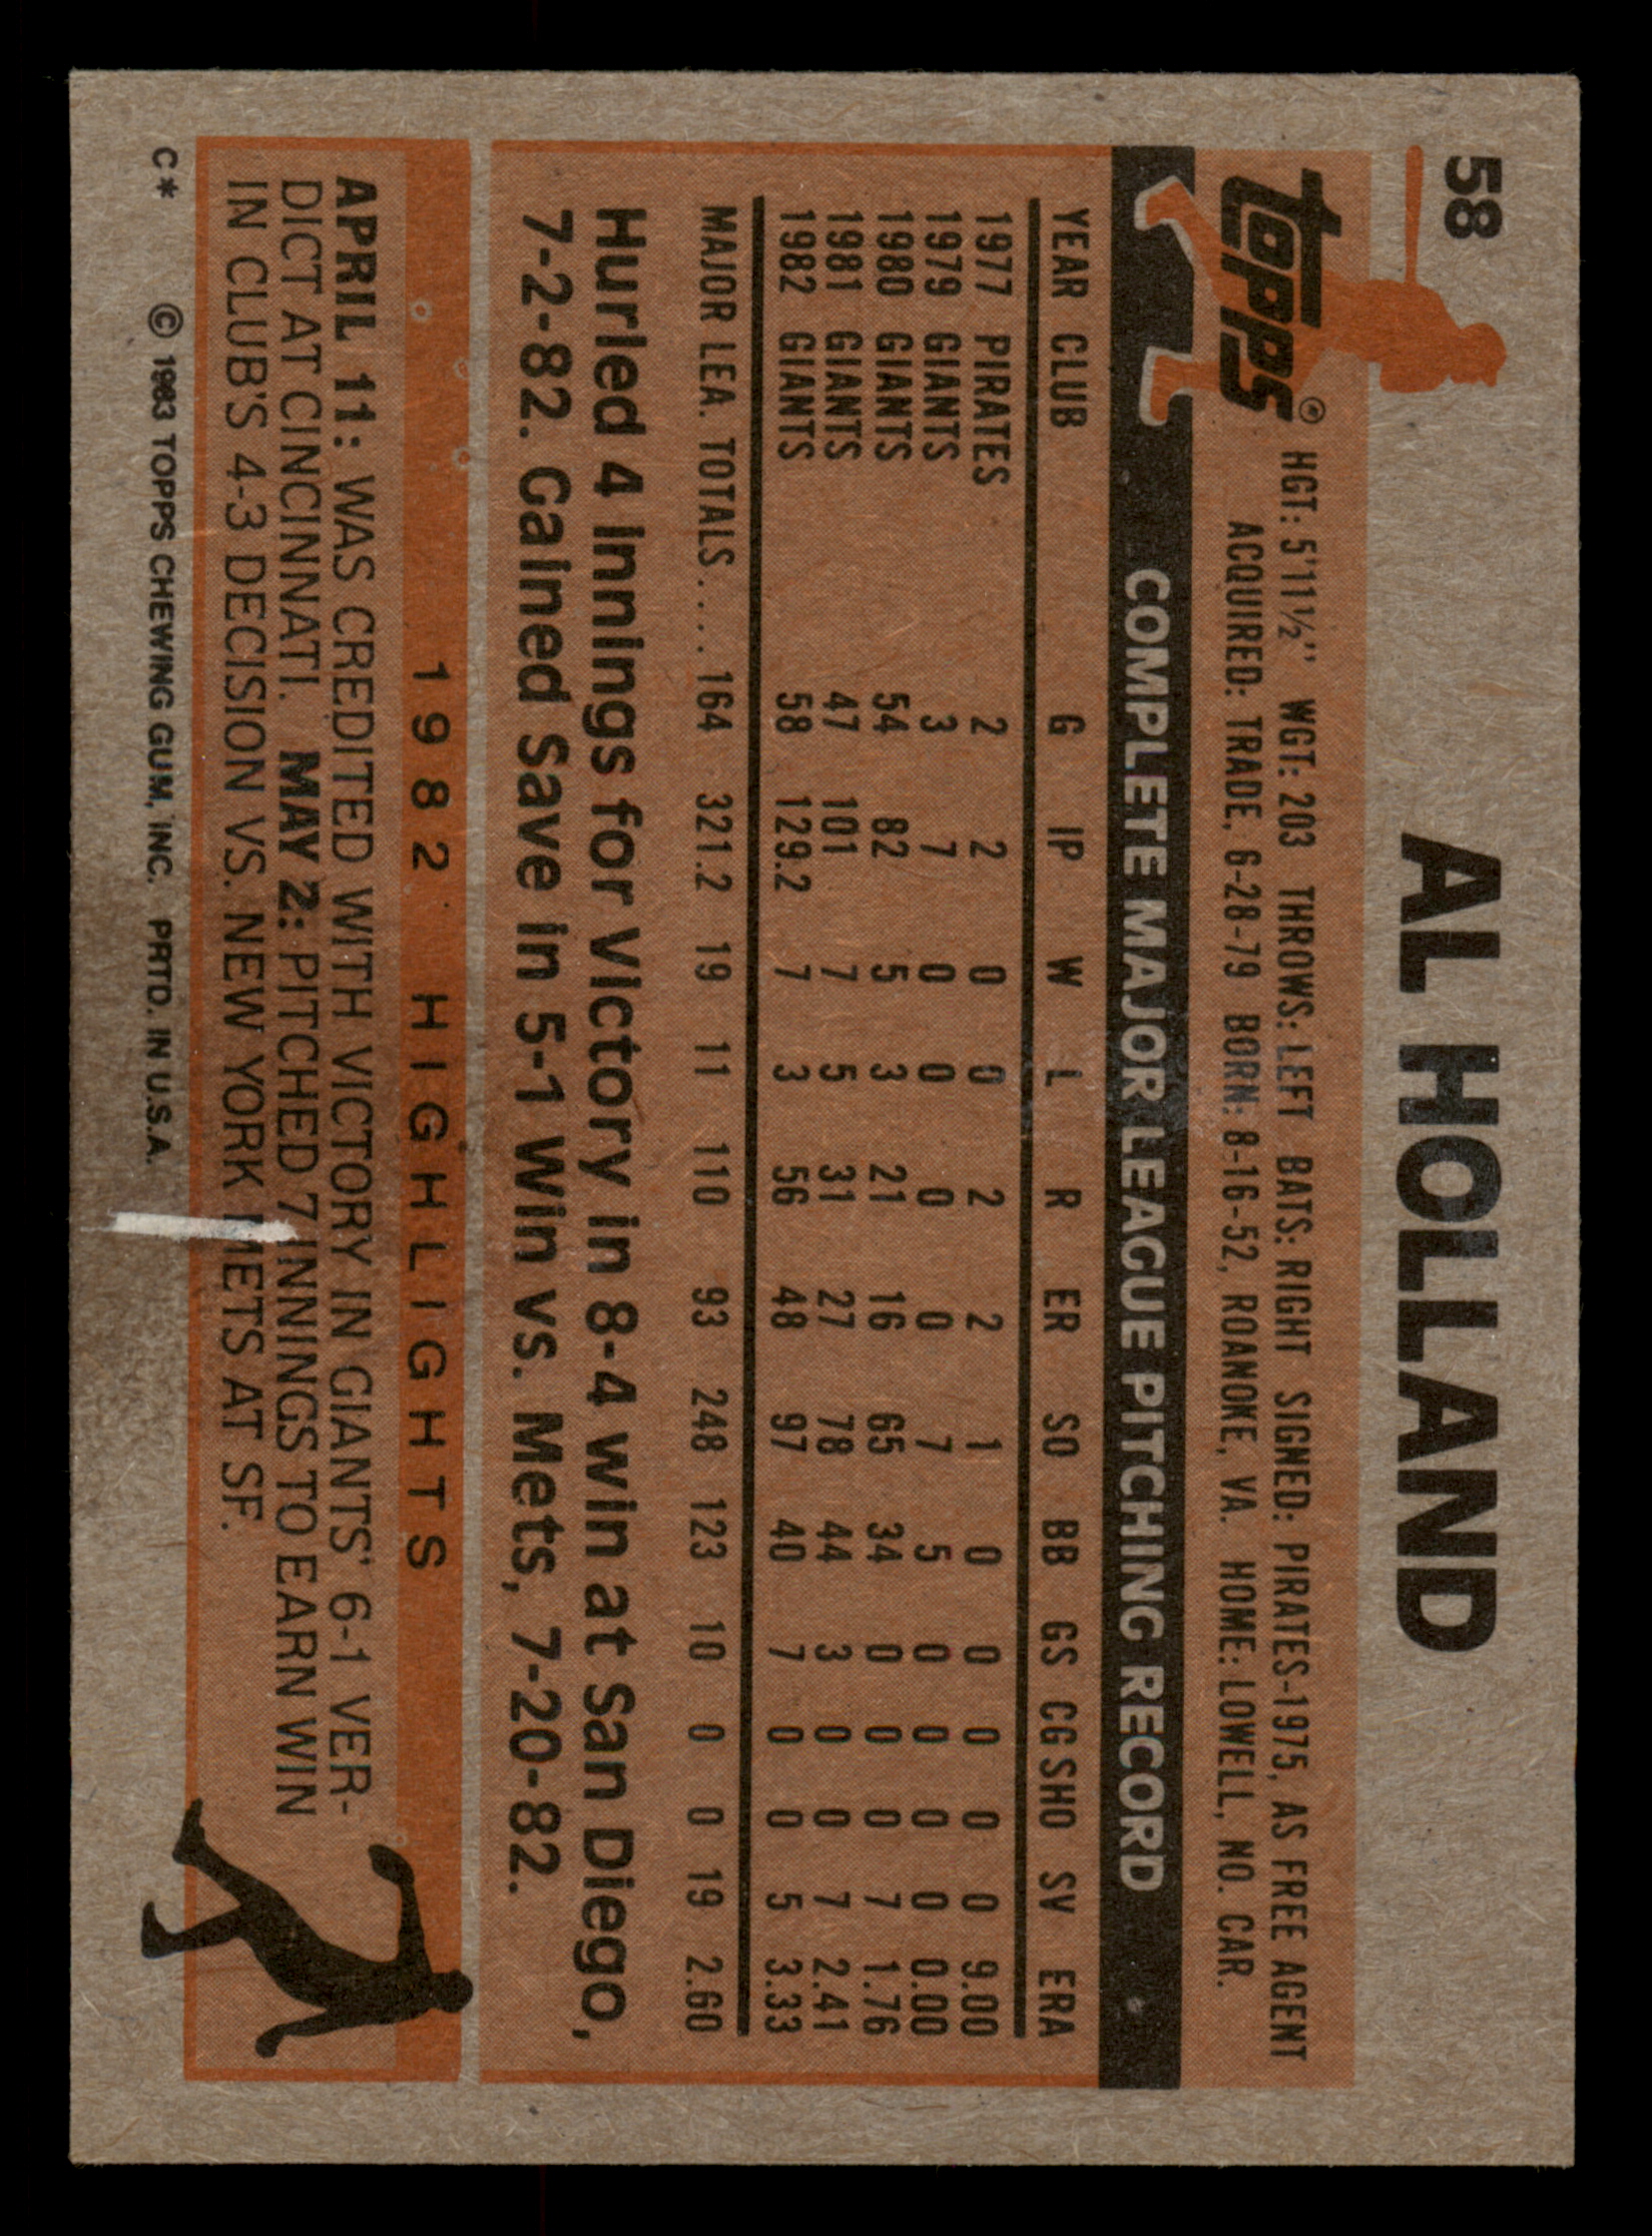 58
AL HOLLAND
topps®
HGT: 5'11½" WGT: 203 THROWS: LEFT BATS: RIGHT SIGNED: PIRATES-1975, AS FREE AGENT
ACQUIRED: TRADE, 6-28-79 BORN: 8-16-52, ROANOKE, VA. HOME: LOWELL, NO. CAR.
COMPLETE MAJOR LEAGUE PITCHING RECORD
YEAR CLUB G IP W L R ER SO BB GS CG SHO SV ERA
1977 PIRATES 2 2 0 0 2 2 1 0 0 0 0 0 9.00
1979 GIANTS 3 7 0 0 0 0 7 5 0 0 0 0 0.00
1980 GIANTS 54 82 5 3 21 16 65 34 0 0 0 7 1.76
1981 GIANTS 47 101 7 5 31 27 78 44 3 0 0 7 2.41
1982 GIANTS 58 129.2 7 3 56 48 97 40 7 0 0 5 3.33
MAJOR LEA. TOTALS.... 164 321.2 19 11 110 93 248 123 10 0 0 19 2.60
Hurled 4 Innings for Victory in 8-4 win at San Diego,
7-2-82. Gained Save in 5-1 Win vs. Mets, 7-20-82.
1982 HIGHLIGHTS
APRIL 11: WAS CREDITED WITH VICTORY IN GIANTS' 6-1 VER-
DICT AT CINCINNATI. MAY 2: PITCHED 7 INNINGS TO EARN WIN
IN CLUB'S 4-3 DECISION VS. NEW YORK METS AT SF.
C* © 1983 TOPPS CHEWING GUM, INC. PRTD. IN U.S.A.